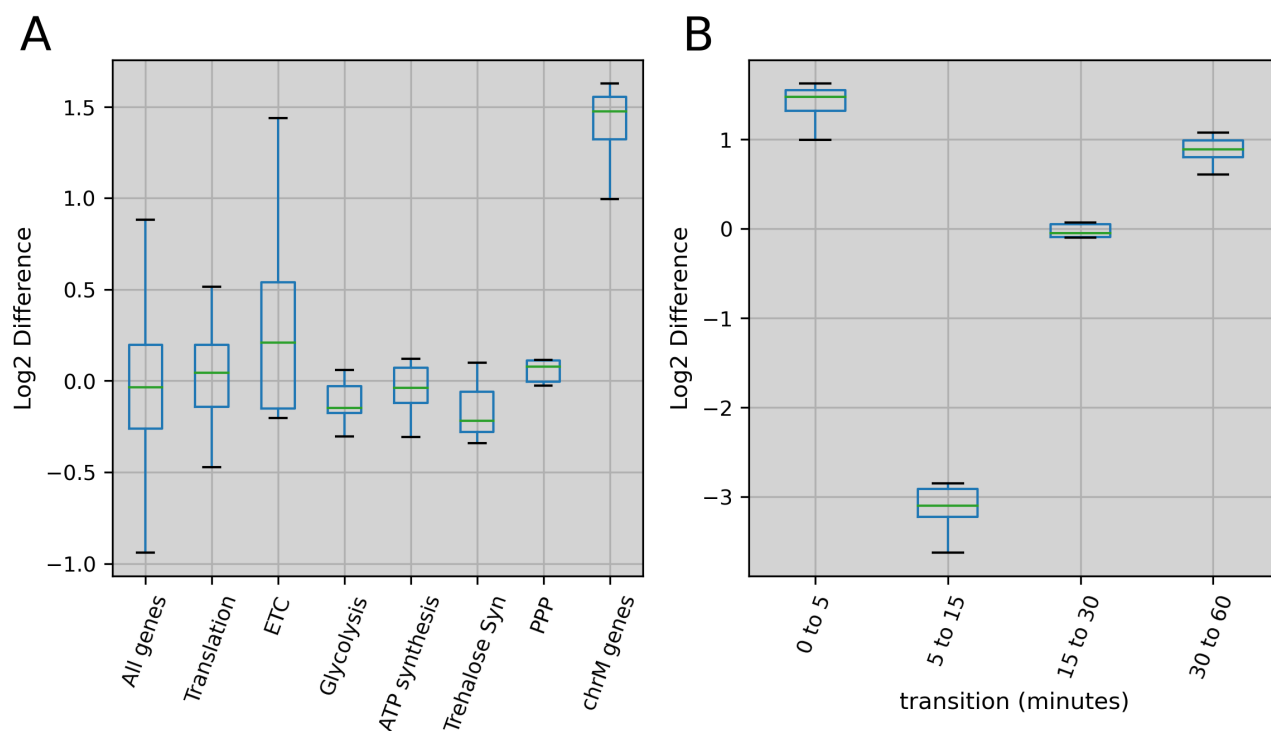 A
Log2 Difference
1.5
1.0
0.5
0.0
−0.5
−1.0
All genes
Translation
ETC
Glycolysis
ATP synthesis
Trehalose Syn
PPP
chrM genes
B
Log2 Difference
1
0
−1
−2
−3
0 to 5
5 to 15
15 to 30
30 to 60
transition (minutes)